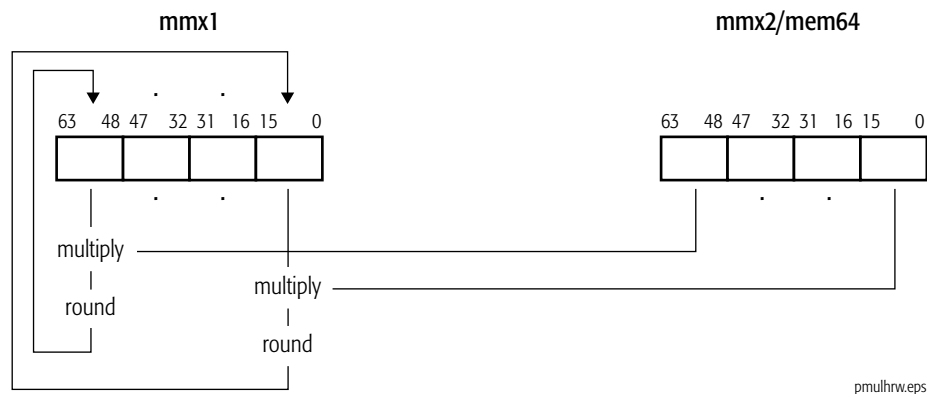 mmx1 mmx2/mem64
. .
63 48 47 32 31 16 15 0 63 48 47 32 31 16 15 0
. . . .
multiply
multiply
round
round
pmulhrw.eps